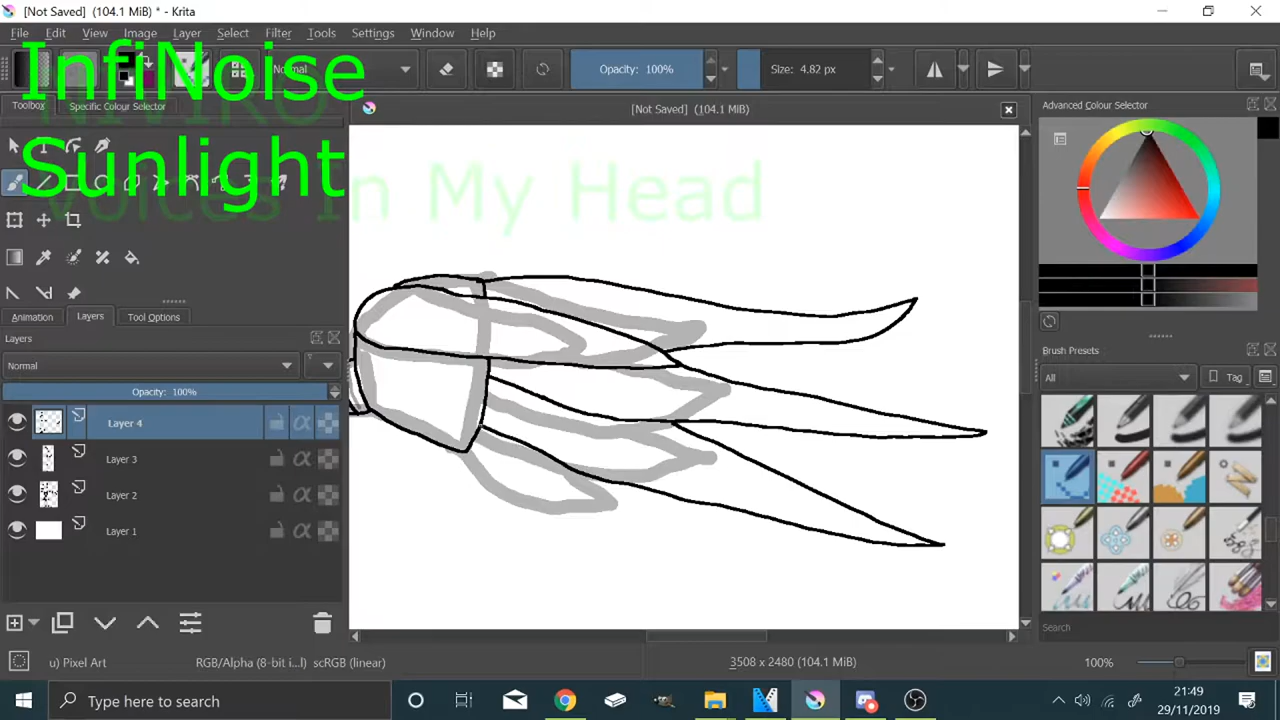 [Not Saved] (104.1 MiB) * - Krita
File Edit View Image Layer Select Filter Tools Settings Window Help
InfiNoise
Sunlight
NIVIRO
Voices In My Head
Normal
Opacity: 100%
Size: 4.82 px
Toolbox
Specific Colour Selector
[Not Saved] (104.1 MiB)
Advanced Colour Selector
Animation
Layers
Tool Options
Layers
Normal
Opacity: 100%
Layer 4
Layer 3
Layer 2
Layer 1
Brush Presets
All
Tag
Search
u) Pixel Art
RGB/Alpha (8-bit i...) scRGB (linear)
3508 x 2480 (104.1 MiB)
100%
Type here to search
21:49
29/11/2019